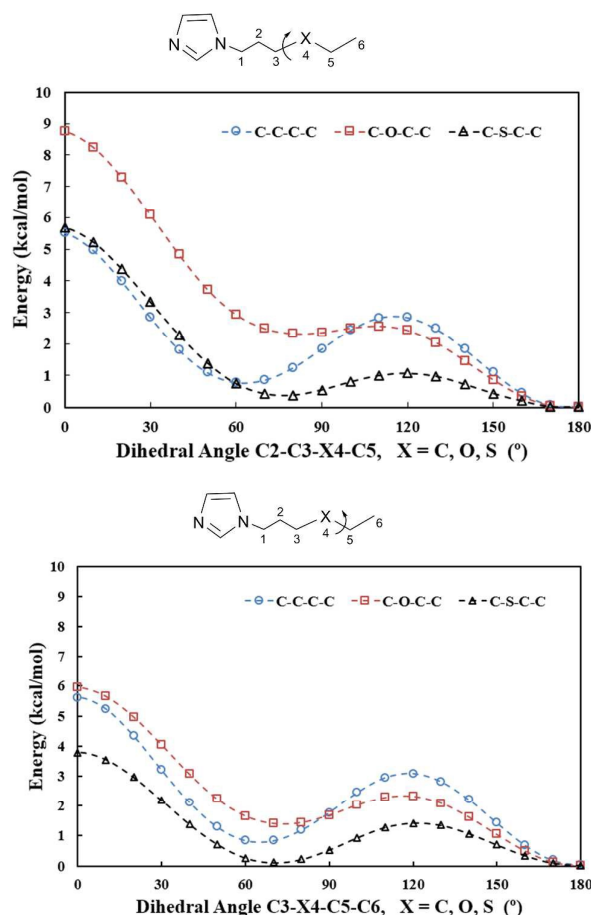 2
X
6
N
N
1
3
4
5
10
9
8
7
6
5
4
3
2
1
0
Energy (kcal/mol)
C-C-C-C C-O-C-C C-S-C-C
0 30 60 90 120 150 180
Dihedral Angle C2-C3-X4-C5, X = C, O, S (º)
2
X
6
N
N
1
3
4
5
10
9
8
7
6
5
4
3
2
1
0
Energy (kcal/mol)
C-C-C-C C-O-C-C C-S-C-C
0 30 60 90 120 150 180
Dihedral Angle C3-X4-C5-C6, X = C, O, S (º)